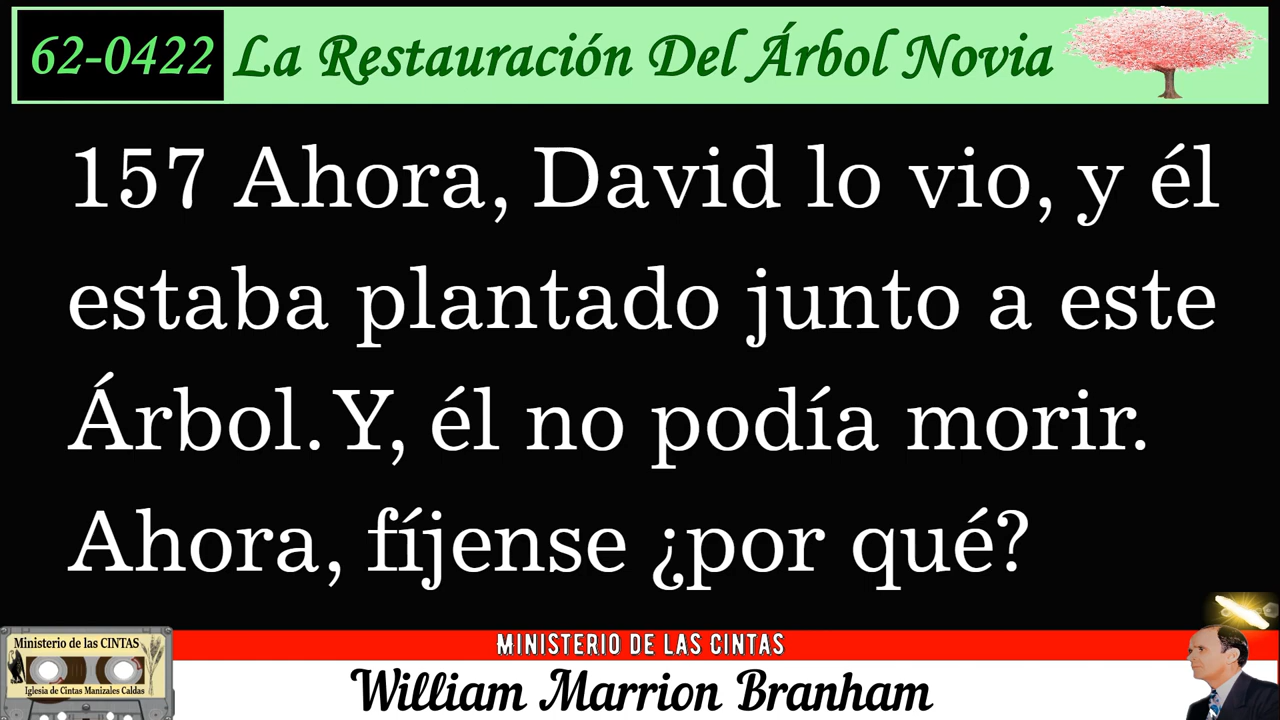 62-0422 La Restauración Del Árbol Novia
157 Ahora, David lo vio, y él
estaba plantado junto a este
Árbol. Y, él no podía morir.
Ahora, fíjense ¿por qué?
MINISTERIO DE LAS CINTAS
Ministerio de las CINTAS
Iglesia de Cintas Manizales Caldas
William Marrion Branham